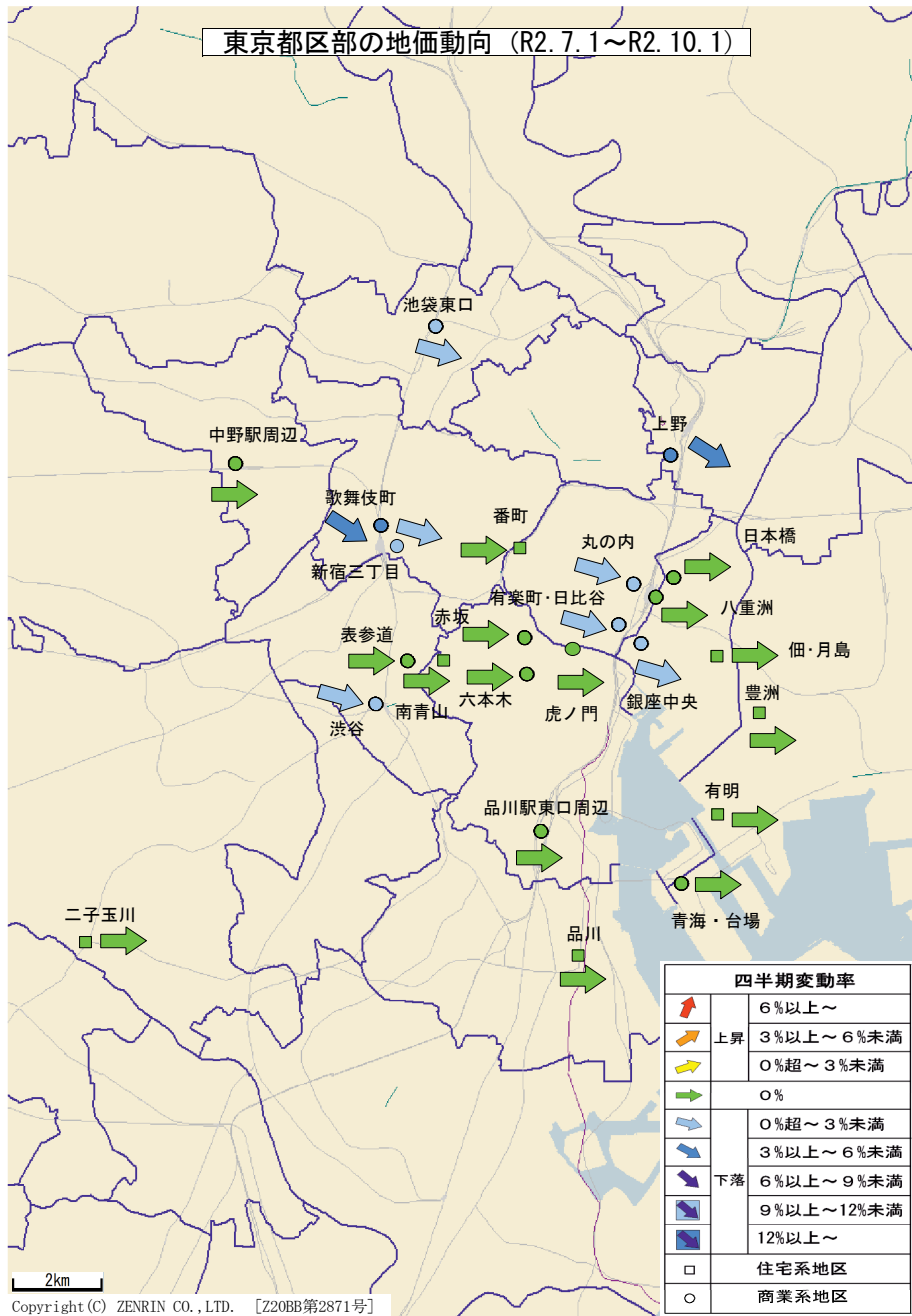 東京都区部の地価動向（R2.7.1～R2.10.1）
池袋東口
上野
中野駅周辺
歌舞伎町
新宿三丁目
番町
丸の内
日本橋
有楽町・日比谷
八重洲
赤坂
表参道
佃・月島
六本木
南青山
虎ノ門
銀座中央
豊洲
渋谷
有明
品川駅東口周辺
青海・台場
二子玉川
品川
四半期変動率
上昇
6%以上～
3%以上～6%未満
0%超～3%未満
0%
下落
0%超～3%未満
3%以上～6%未満
6%以上～9%未満
9%以上～12%未満
12%以上～
住宅系地区
商業系地区
2km
Copyright(C) ZENRIN CO.,LTD. [Z20BB第2871号]